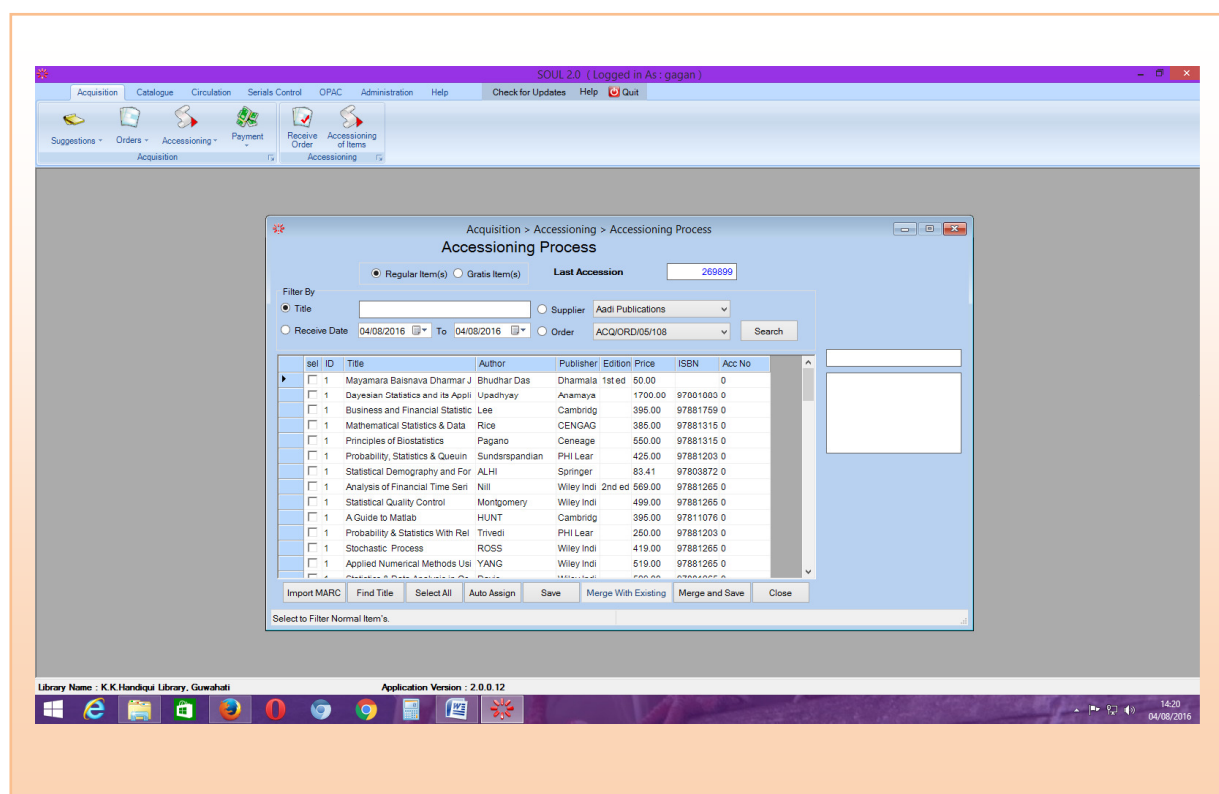 SOUL 2.0 ( Logged in As : gagan )
Acquisition Catalogue Circulation Serials Control OPAC Administration Help Check for Updates Help Quit
Suggestions Orders Accessioning Payment Receive Order Accessioning of Items
Acquisition Accessioning
Acquisition > Accessioning > Accessioning Process
Accessioning Process
Regular Item(s) Gratis Item(s) Last Accession 269899
Filter By
Title Supplier Aadi Publications
Receive Date 04/08/2016 To 04/08/2016 Order ACQ/ORD/05/108 Search
sel ID Title Author Publisher Edition Price ISBN Acc No
1 Mayamara Baisnava Dharmar J Bhudhar Das Dharmala 1st ed 50.00 0
1 Dayesian Statistics and its Appli Upadhyay Anamaya 1700.00 97001003 0
1 Business and Financial Statistic Lee Cambridg 395.00 97881759 0
1 Mathematical Statistics & Data Rice CENGAG 385.00 97881315 0
1 Principles of Biostatistics Pagano Ceneage 550.00 97881315 0
1 Probability, Statistics & Queuin Sundsrspandian PHI Lear 425.00 97881203 0
1 Statistical Demography and For ALHI Springer 83.41 97803872 0
1 Analysis of Financial Time Seri Nill Wiley Indi 2nd ed 569.00 97881265 0
1 Statistical Quality Control Montgomery Wiley Indi 499.00 97881265 0
1 A Guide to Matlab HUNT Cambridg 395.00 97811076 0
1 Probability & Statistics With Rel Trivedi PHI Lear 250.00 97881203 0
1 Stochastic Process ROSS Wiley Indi 419.00 97881265 0
1 Applied Numerical Methods Usi YANG Wiley Indi 519.00 97881265 0
Import MARC Find Title Select All Auto Assign Save Merge With Existing Merge and Save Close
Select to Filter Normal Item's.
Library Name : K.K.Handiqui Library, Guwahati Application Version : 2.0.0.12
14:20
04/08/2016